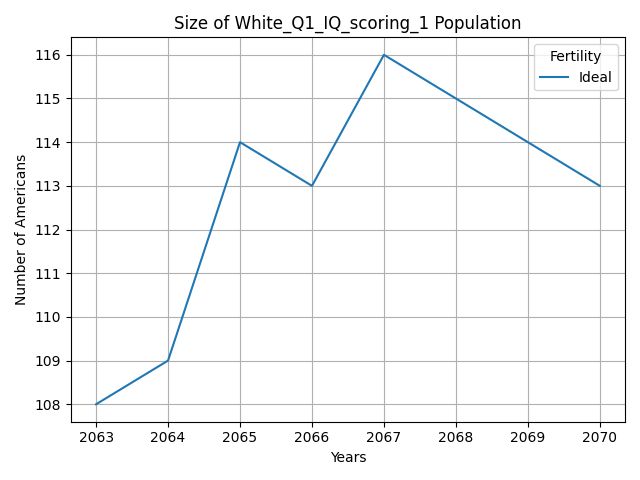 Size of White_Q1_IQ_scoring_1 Population
Fertility
Ideal
Number of Americans
116
115
114
113
112
111
110
109
108
2063 2064 2065 2066 2067 2068 2069 2070
Years